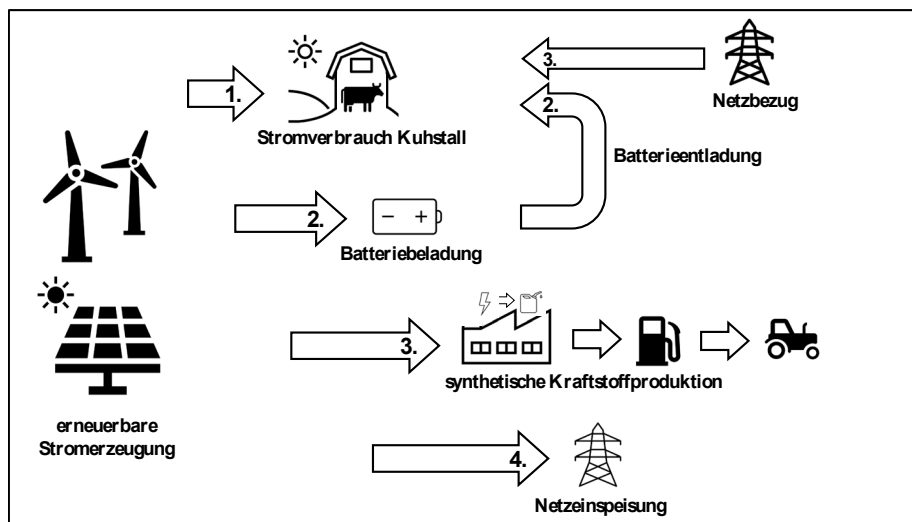 3.
Netzbezug
1.
2.
Stromverbrauch Kuhstall
Batterieentladung
2.
− +
Batteriebeladung
3.
synthetische Kraftstoffproduktion
erneuerbare
Stromerzeugung
4.
Netzeinspeisung